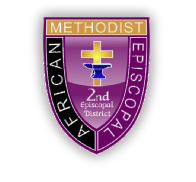 METHODIST
AFRICAN
EPISCOPAL
2nd
Episcopal
District